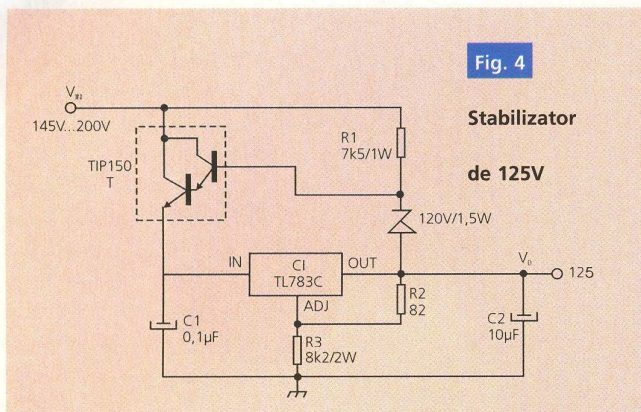 Fig. 4
Stabilizator
de 125V
145V...200V
TIP150
T
R1
7k5/1W
120V/1,5W
IN
CI
TL783C
OUT
ADJ
V₀
125
R2
82
C1
0,1µF
R3
8k2/2W
C2
10µF